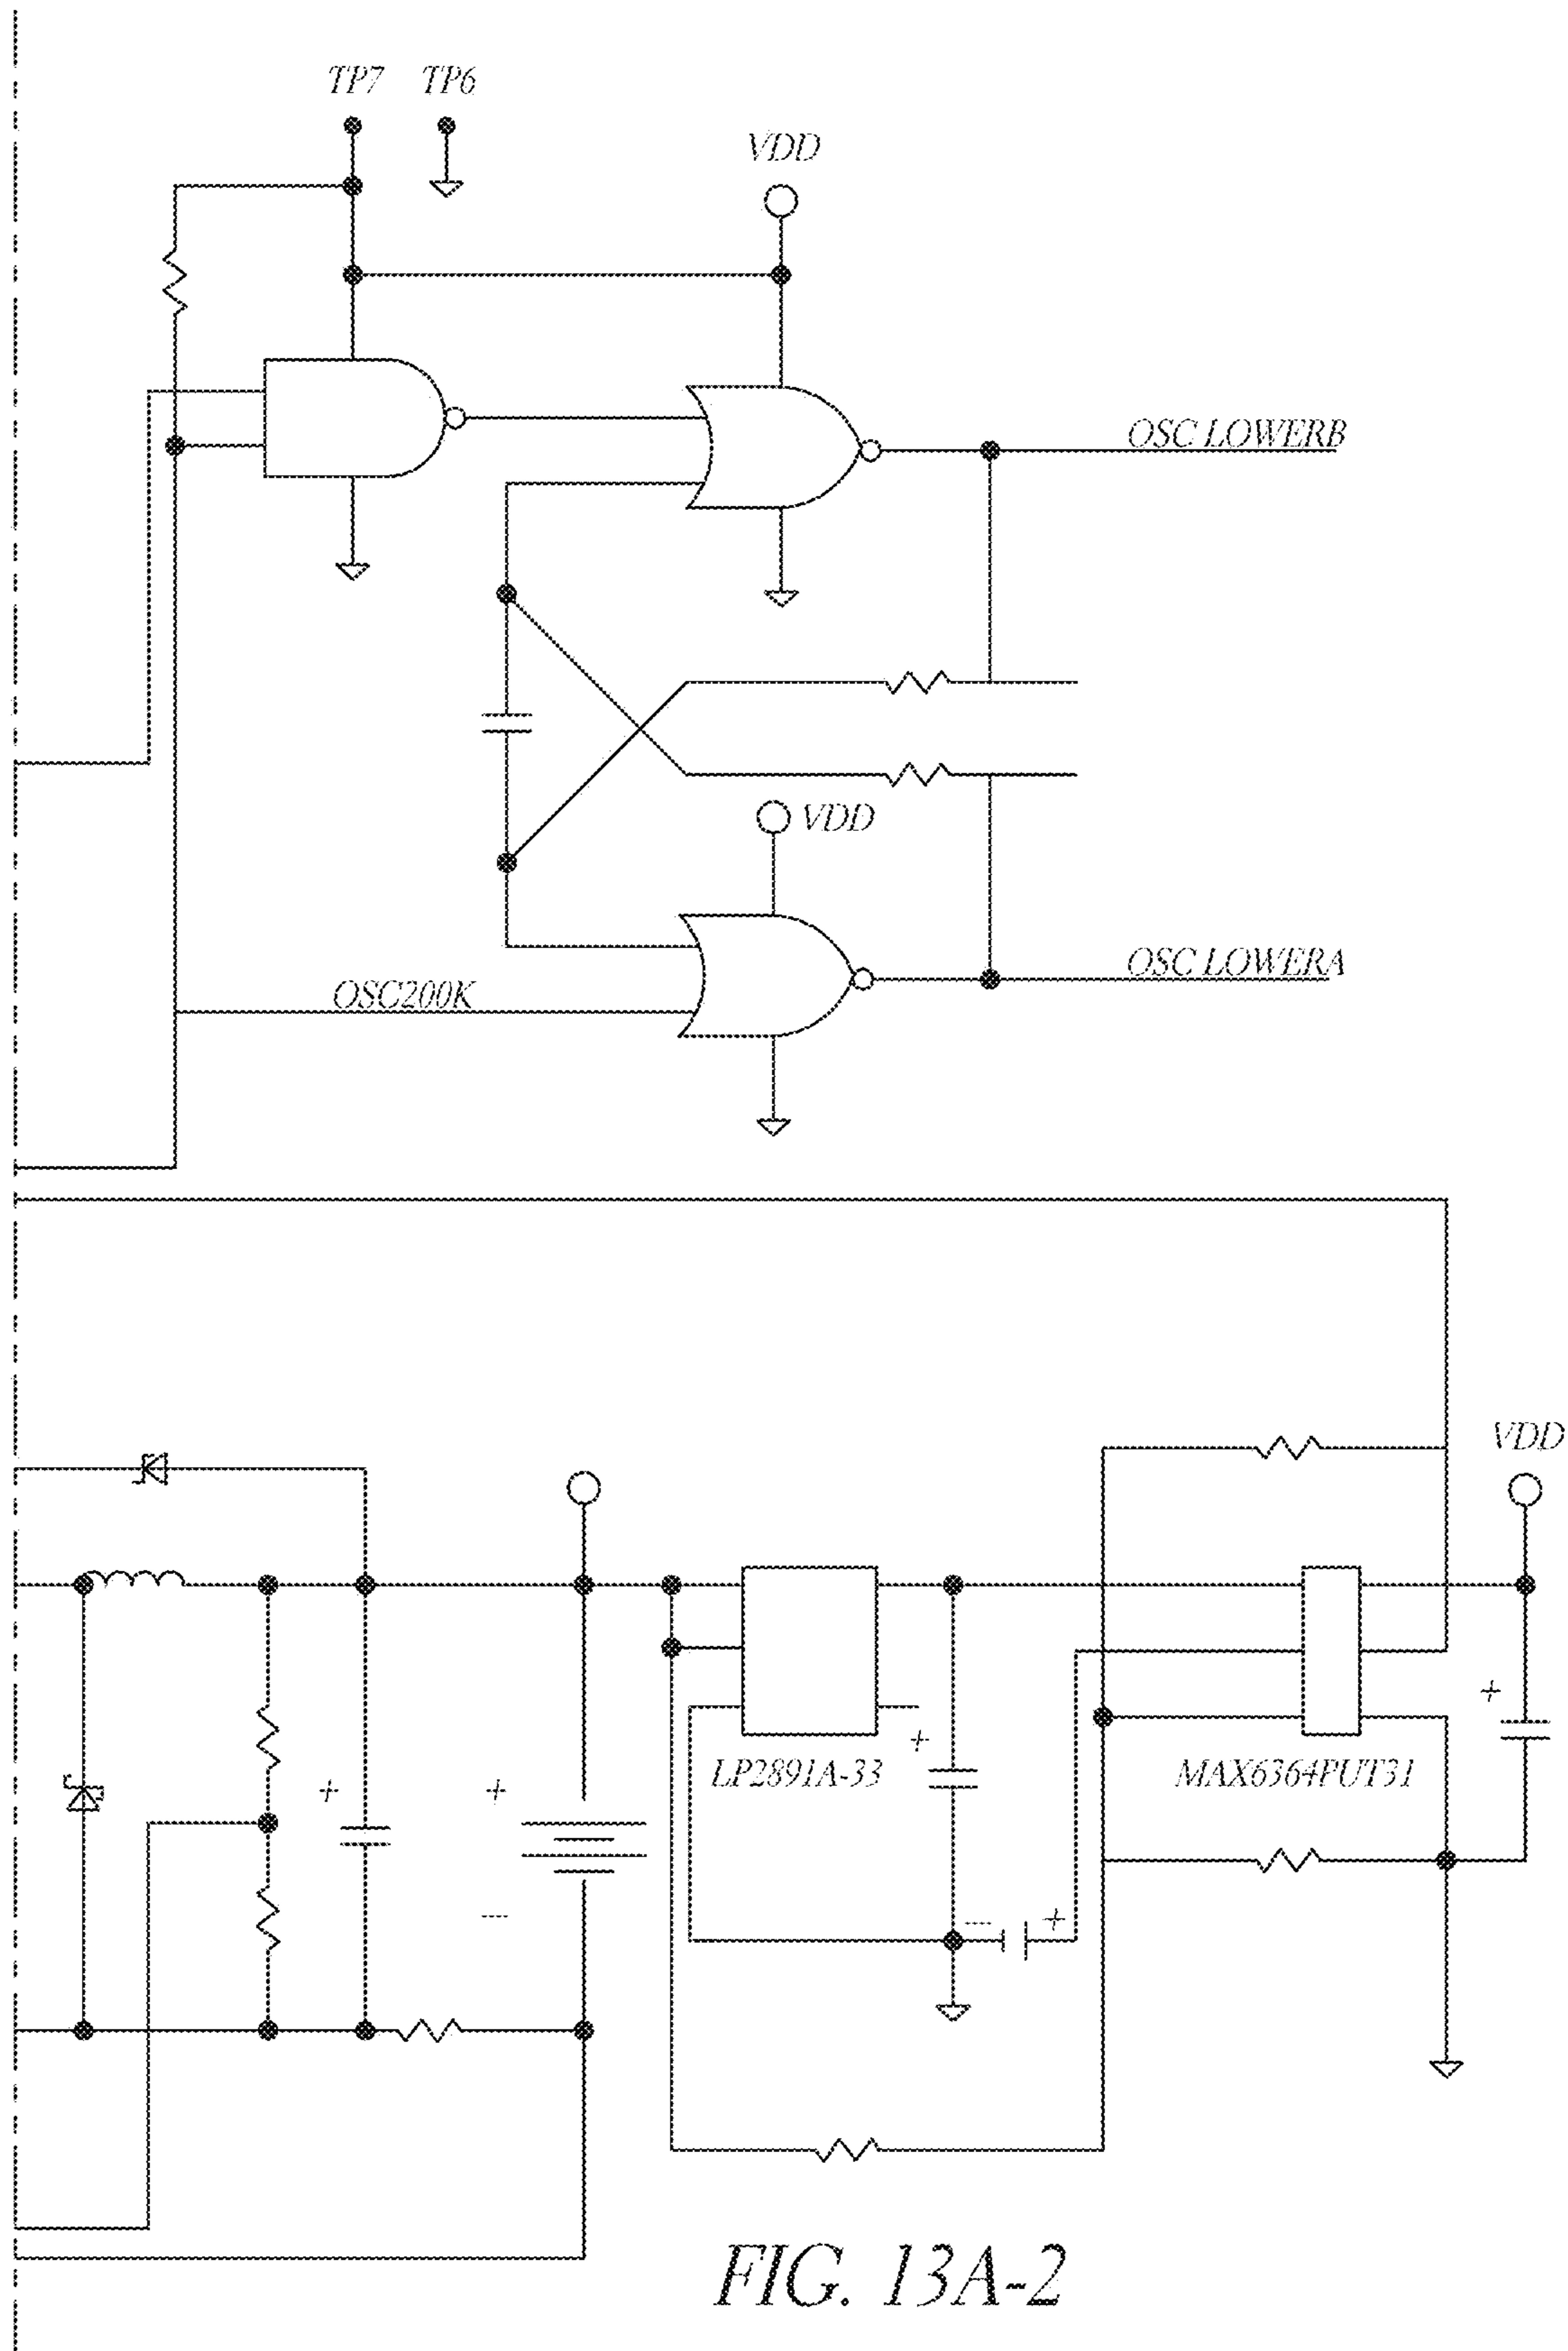 TP7 TP6
VDD
OSC LOWERB
VDD
OSC LOWERA
OSC200K
VDD
+
LP2891A-33
+
MAX6364PUT31
+
+
-
- +
FIG. 13A-2